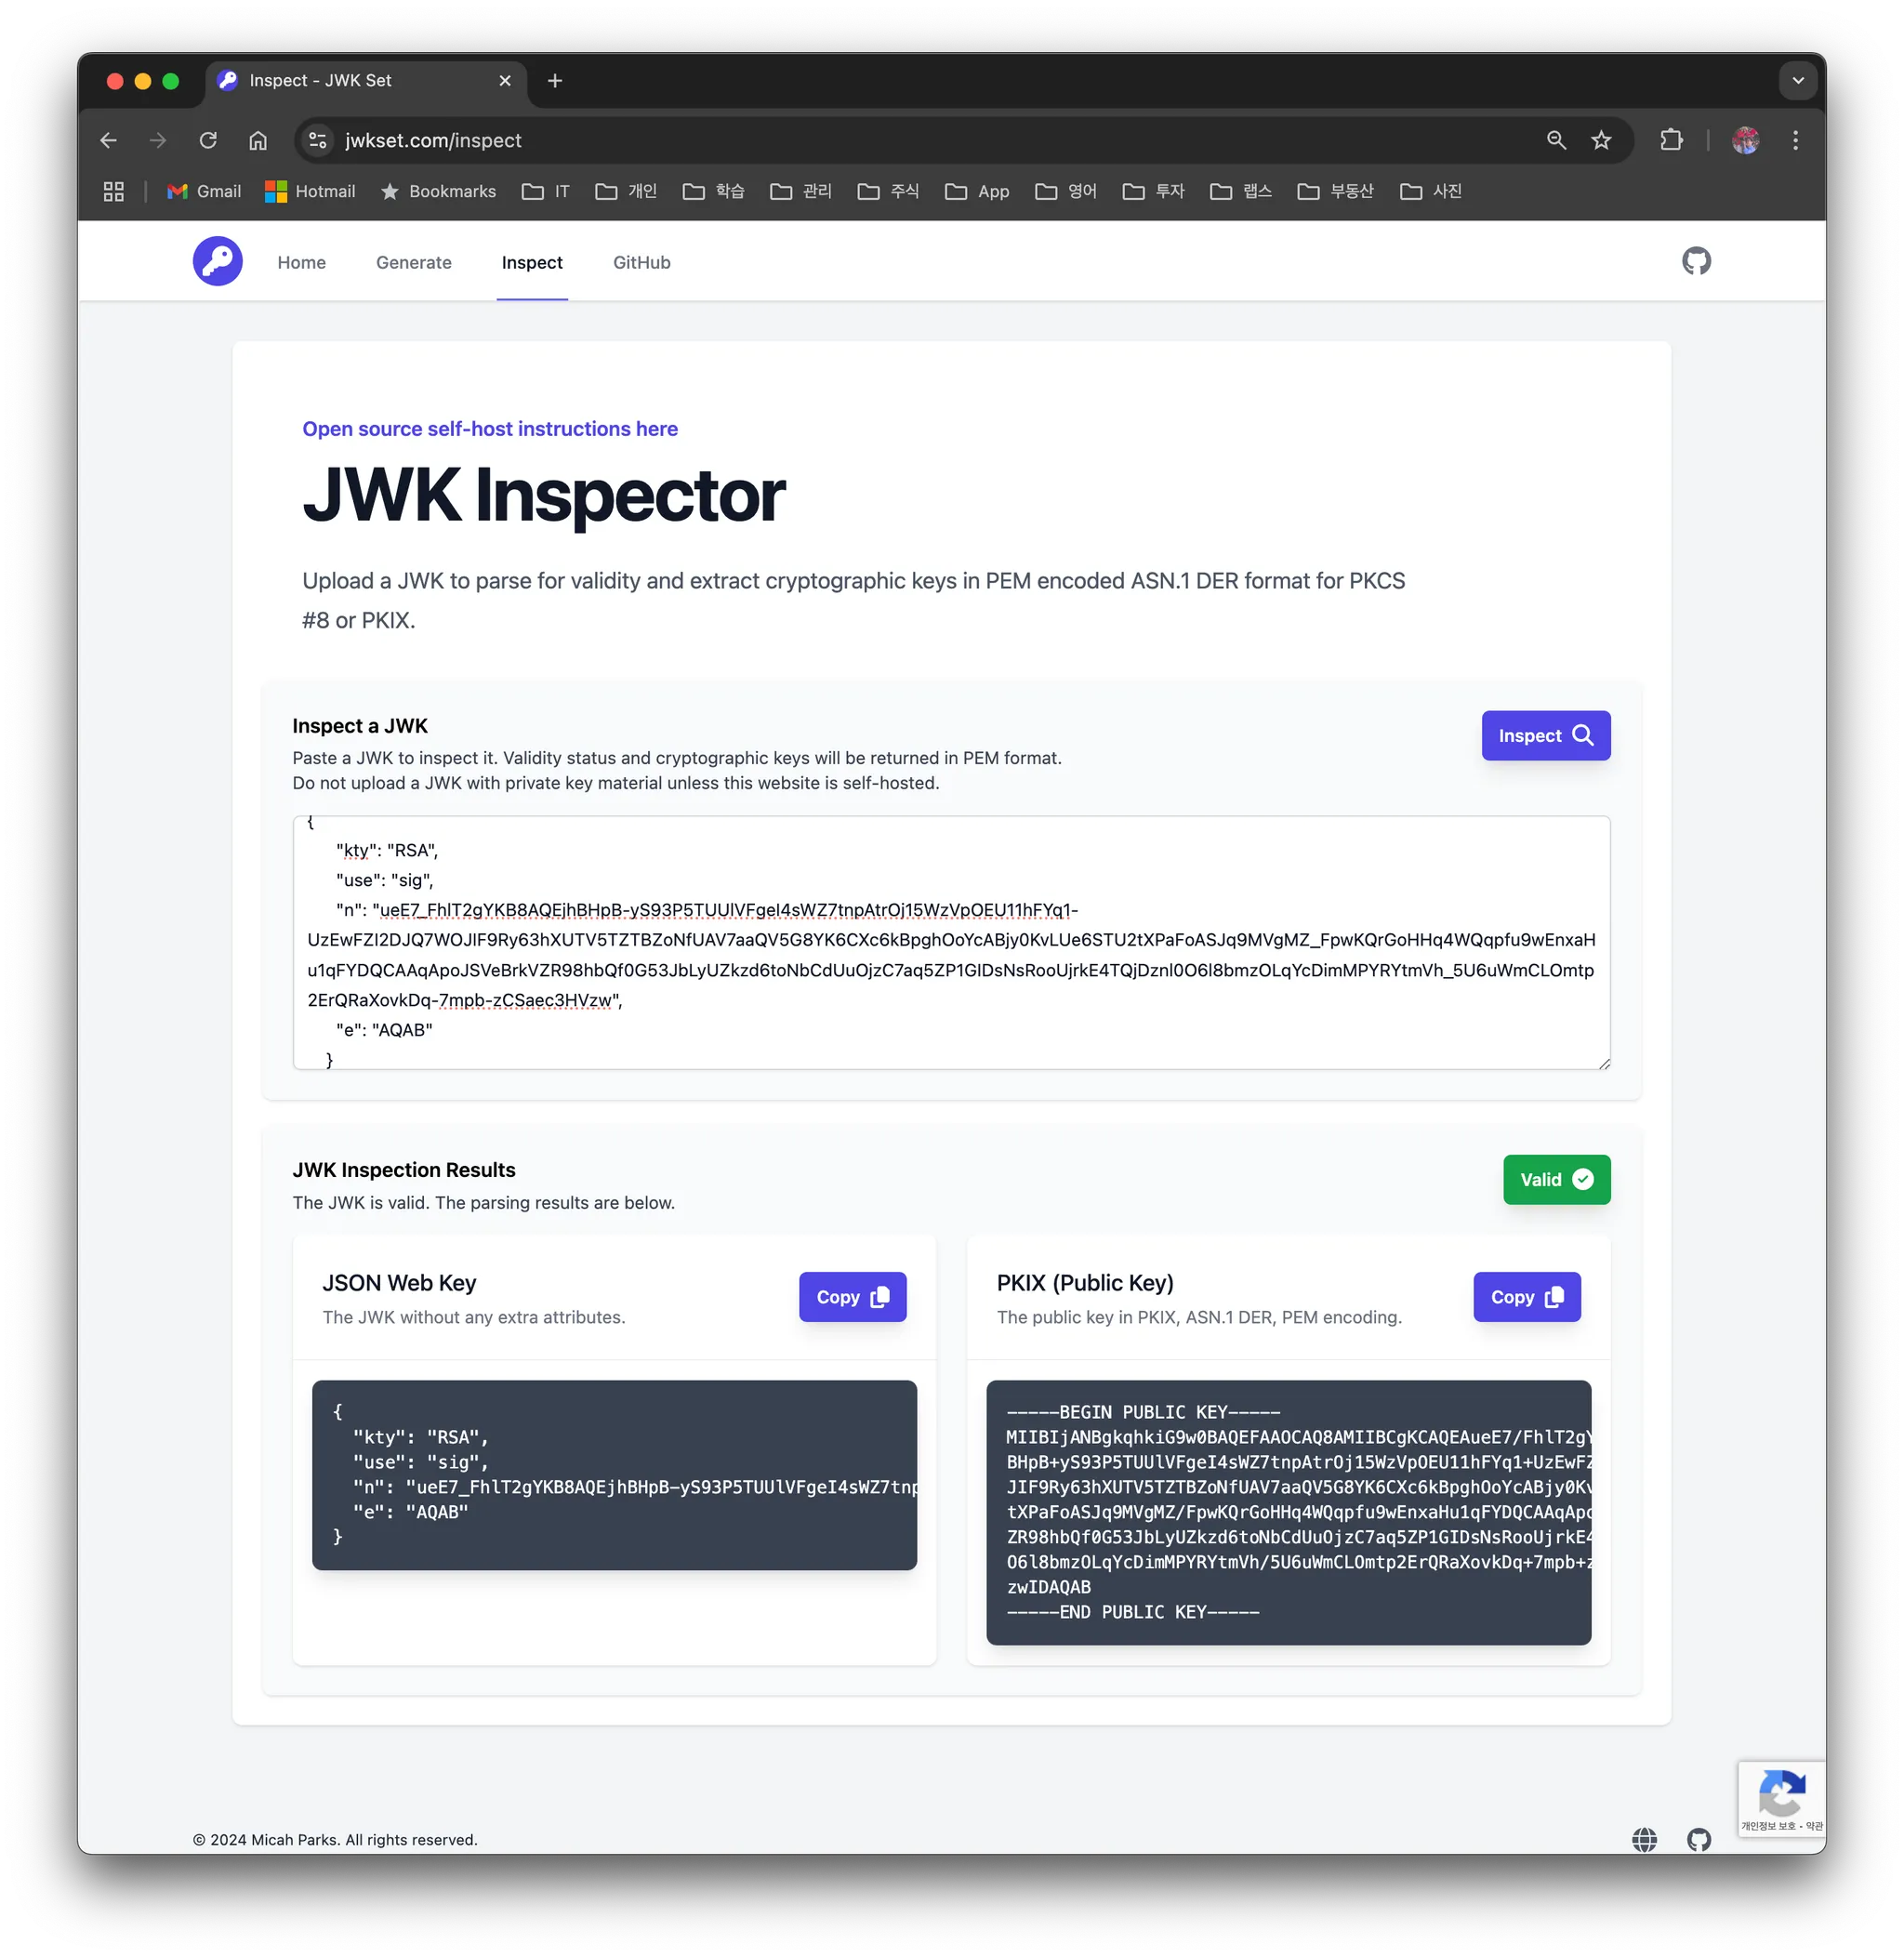 Inspect - JWK Set
jwkset.com/inspect
Gmail Hotmail Bookmarks IT 개인 학습 관리 주식 App 영어 투자 랩스 부동산 사진
Home Generate Inspect GitHub
Open source self-host instructions here
JWK Inspector
Upload a JWK to parse for validity and extract cryptographic keys in PEM encoded ASN.1 DER format for PKCS
#8 or PKIX.
Inspect a JWK
Inspect
Paste a JWK to inspect it. Validity status and cryptographic keys will be returned in PEM format.
Do not upload a JWK with private key material unless this website is self-hosted.
{
"kty": "RSA",
"use": "sig",
"n": "ueE7_FhlT2gYKB8AQEjhBHpB-yS93P5TUUlVFgeI4sWZ7tnpAtrOj15WzVpOEU11hFYq1-
UzEwFZI2DJQ7WOJIF9Ry63hXUTV5TZTBZoNfUAV7aaQV5G8YK6CXc6kBpghOoYcABjy0KvLUe6STU2tXPaFoASJq9MVgMZ_FpwKQrGoHHq4WQqpfu9wEnxaH
u1qFYDQCAAqApoJSVeBrkVZR98hbQf0G53JbLyUZkzd6toNbCdUuOjzC7aq5ZP1GIDsNsRooUjrkE4TQjDznl0O6l8bmzOLqYcDimMPYRYtmVh_5U6uWmCLOmtp
2ErQRaXovkDq-7mpb-zCSaec3HVzw",
"e": "AQAB"
}
JWK Inspection Results
Valid
The JWK is valid. The parsing results are below.
JSON Web Key
Copy
The JWK without any extra attributes.
{
"kty": "RSA",
"use": "sig",
"n": "ueE7_FhlT2gYKB8AQEjhBHpB-yS93P5TUUlVFgeI4sWZ7tnp
"e": "AQAB"
}
PKIX (Public Key)
Copy
The public key in PKIX, ASN.1 DER, PEM encoding.
-----BEGIN PUBLIC KEY-----
MIIBIjANBgkqhkiG9w0BAQEFAAOCAQ8AMIIBCgKCAQEAueE7/FhlT2gY
BHpB+yS93P5TUUlVFgeI4sWZ7tnpAtrOj15WzVpOEU11hFYq1+UzEwFZ
JIF9Ry63hXUTV5TZTBZoNfUAV7aaQV5G8YK6CXc6kBpghOoYcABjy0Kv
tXPaFoASJq9MVgMZ/FpwKQrGoHHq4WQqpfu9wEnxaHu1qFYDQCAAqApo
ZR98hbQf0G53JbLyUZkzd6toNbCdUuOjzC7aq5ZP1GIDsNsRooUjrkE4
O6l8bmzOLqYcDimMPYRYtmVh/5U6uWmCLOmtp2ErQRaXovkDq+7mpb+z
zwIDAQAB
-----END PUBLIC KEY-----
개인정보 보호 - 약관
© 2024 Micah Parks. All rights reserved.